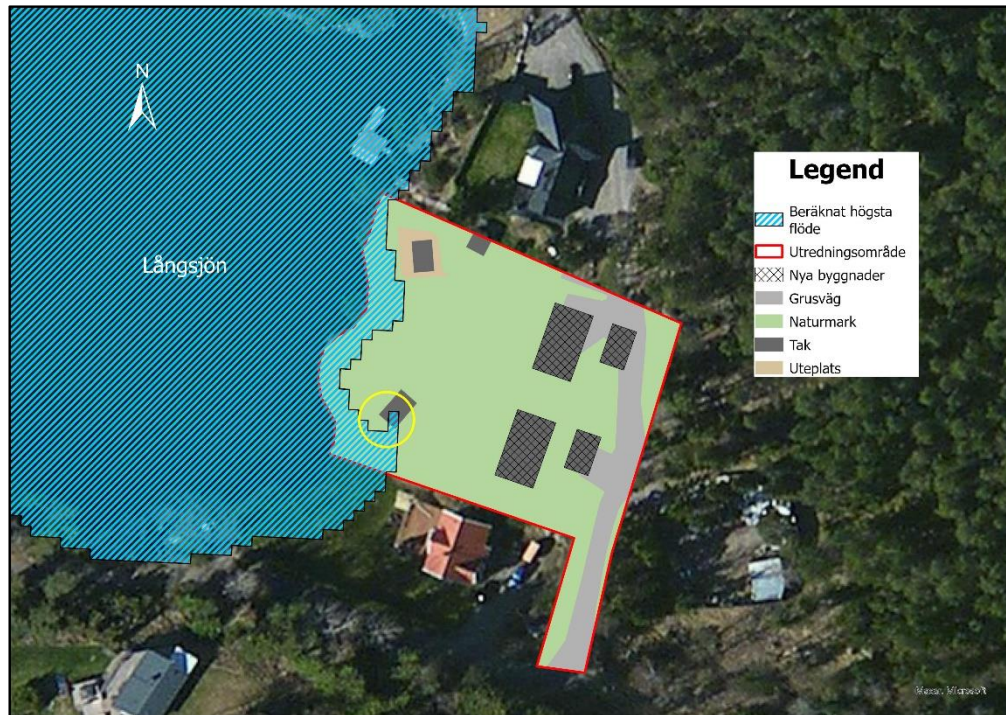 N
Långsjön
Legend
Beräknat högsta
flöde
Utredningsområde
Nya byggnader
Grusväg
Naturmark
Tak
Uteplats
Maxar, Microsoft